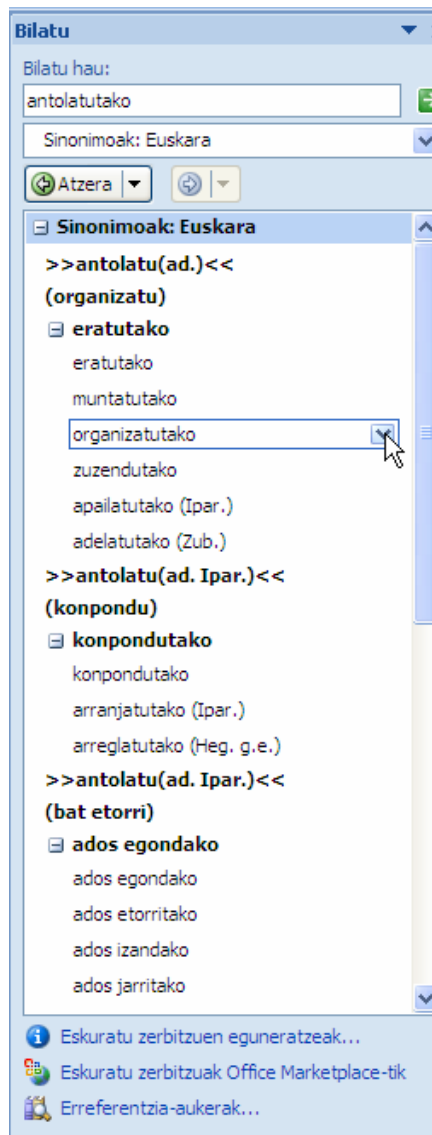 Bilatu
Bilatu hau:
antolatutako
Sinonimoak: Euskara
Atzera
Sinonimoak: Euskara
>>antolatu(ad.)<<
(organizatu)
eratutako
eratutako
muntatutako
organizatutako
zuzendutako
apailatutako (Ipar.)
adelatutako (Zub.)
>>antolatu(ad. Ipar.)<<
(konpondu)
konpondutako
konpondutako
arranjatutako (Ipar.)
arreglatutako (Heg. g.e.)
>>antolatu(ad. Ipar.)<<
(bat etorri)
ados egondako
ados egondako
ados etorritako
ados izandako
ados jarritako
Eskuratu zerbitzuen eguneratzeak...
Eskuratu zerbitzuak Office Marketplace-tik
Erreferentzia-aukerak...